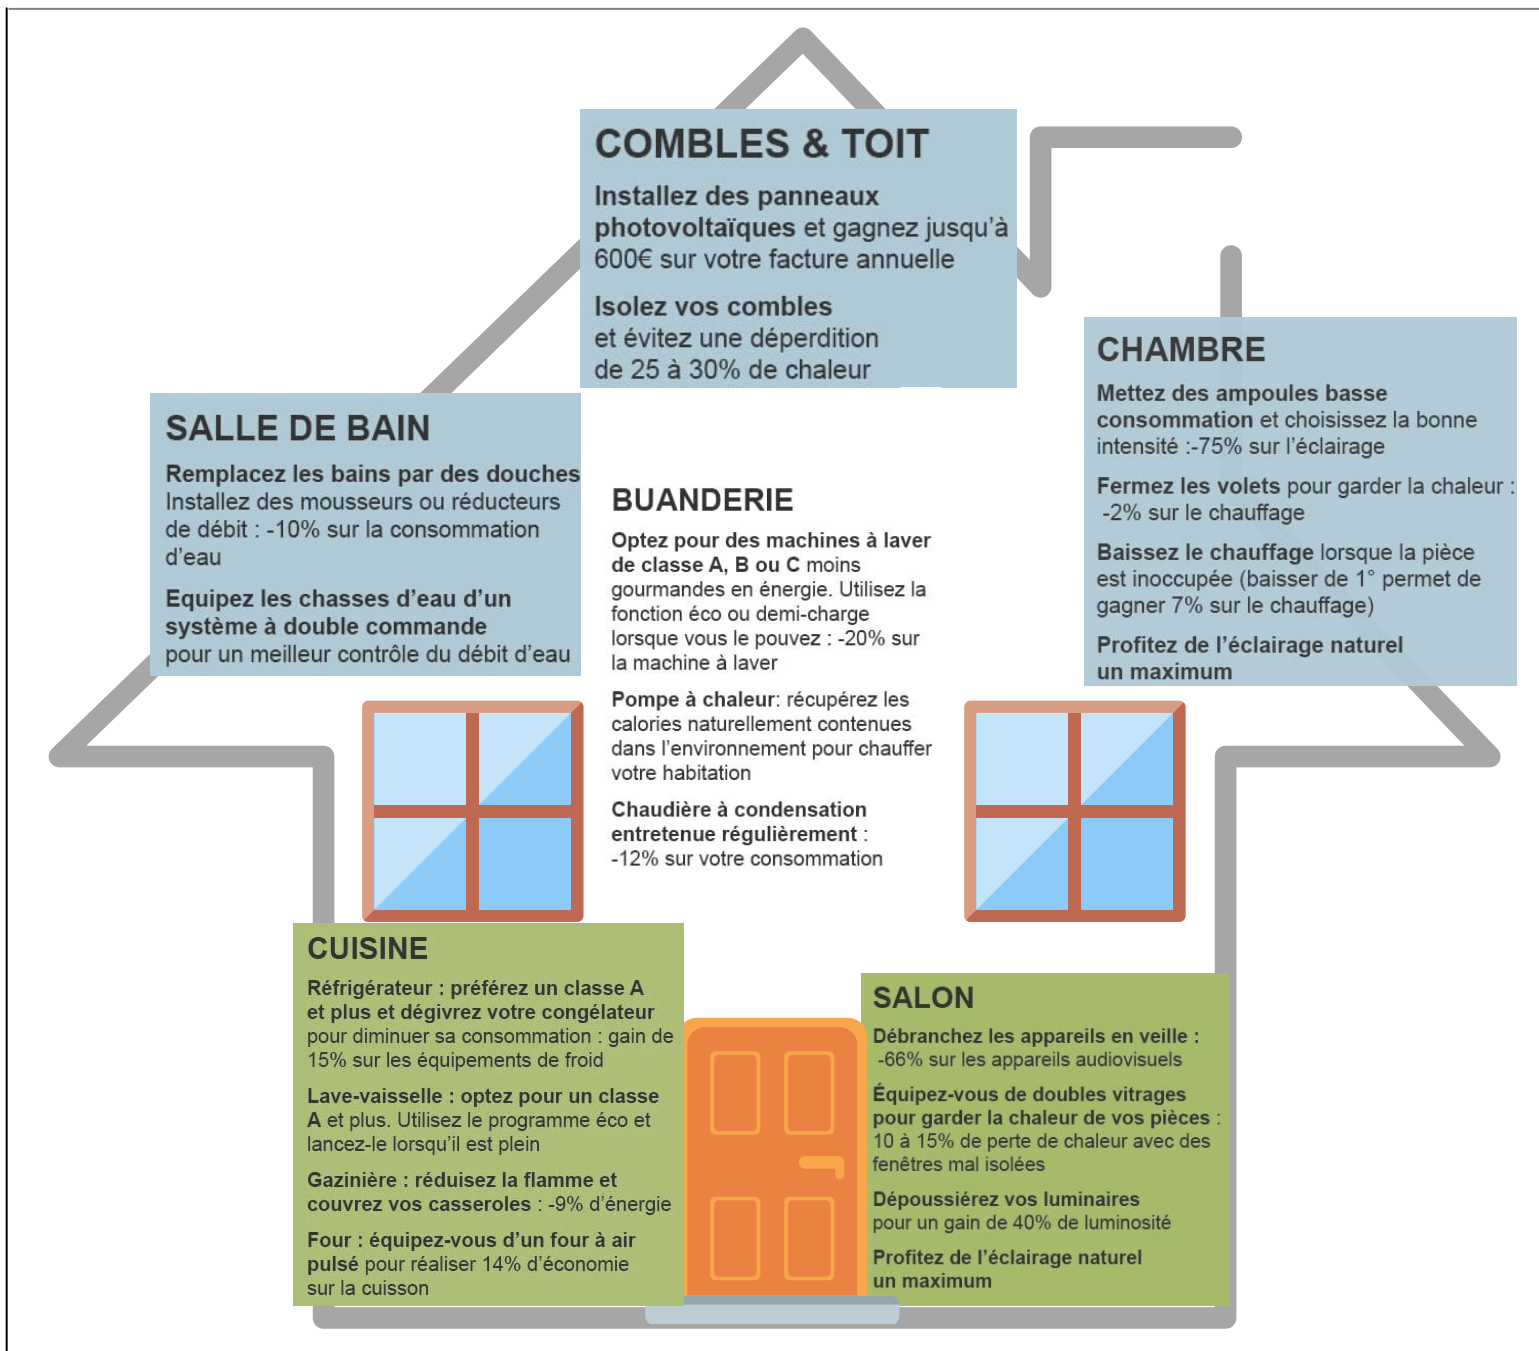 COMBLES & TOIT
Installez des panneaux
photovoltaïques et gagnez jusqu’à
600€ sur votre facture annuelle
Isolez vos combles
et évitez une déperdition
de 25 à 30% de chaleur
CHAMBRE
Mettez des ampoules basse
consommation et choisissez la bonne
intensité :-75% sur l’éclairage
Fermez les volets pour garder la chaleur :
-2% sur le chauffage
Baissez le chauffage lorsque la pièce
est inoccupée (baisser de 1° permet de
gagner 7% sur le chauffage)
Profitez de l’éclairage naturel
un maximum
SALLE DE BAIN
Remplacez les bains par des douches
Installez des mousseurs ou réducteurs
de débit : -10% sur la consommation
d’eau
Equipez les chasses d’eau d’un
système à double commande
pour un meilleur contrôle du débit d’eau
BUANDERIE
Optez pour des machines à laver
de classe A, B ou C moins
gourmandes en énergie. Utilisez la
fonction éco ou demi-charge
lorsque vous le pouvez : -20% sur
la machine à laver
Pompe à chaleur: récupérez les
calories naturellement contenues
dans l’environnement pour chauffer
votre habitation
Chaudière à condensation
entretenue régulièrement :
-12% sur votre consommation
CUISINE
Réfrigérateur : préférez un classe A
et plus et dégivrez votre congélateur
pour diminuer sa consommation : gain de
15% sur les équipements de froid
Lave-vaisselle : optez pour un classe
A et plus. Utilisez le programme éco et
lancez-le lorsqu’il est plein
Gazinière : réduisez la flamme et
couvrez vos casseroles : -9% d’énergie
Four : équipez-vous d’un four à air
pulsé pour réaliser 14% d’économie
sur la cuisson
SALON
Débranchez les appareils en veille :
-66% sur les appareils audiovisuels
Équipez-vous de doubles vitrages
pour garder la chaleur de vos pièces :
10 à 15% de perte de chaleur avec des
fenêtres mal isolées
Dépoussiérez vos luminaires
pour un gain de 40% de luminosité
Profitez de l’éclairage naturel
un maximum